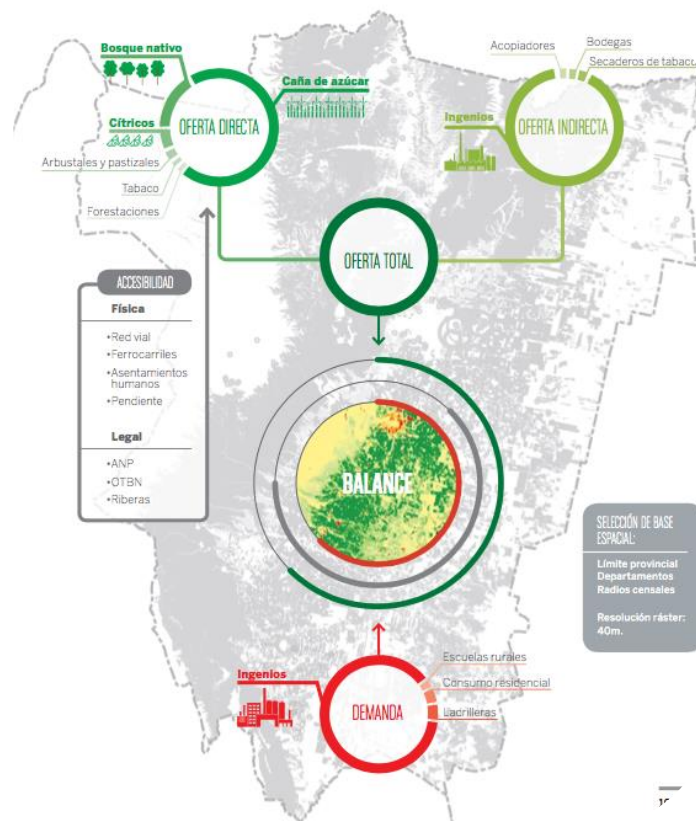 Bosque nativo
Caña de azúcar
Cítricos
OFERTA DIRECTA
Arbustales y pastizales
Tabaco
Forestaciones
Acopiadores
Bodegas
Secaderos de tabaco
Ingenios
OFERTA INDIRECTA
OFERTA TOTAL
ACCESIBILIDAD
Física
•Red vial
•Ferrocarriles
•Asentamientos
humanos
•Pendiente
Legal
•ANP
•OTBN
•Riberas
BALANCE
SELECCIÓN DE BASE
ESPACIAL:
Límite provincial
Departamentos
Radios censales
Resolución ráster:
40m.
Ingenios
DEMANDA
Escuelas rurales
Consumo residencial
Ladrilleras